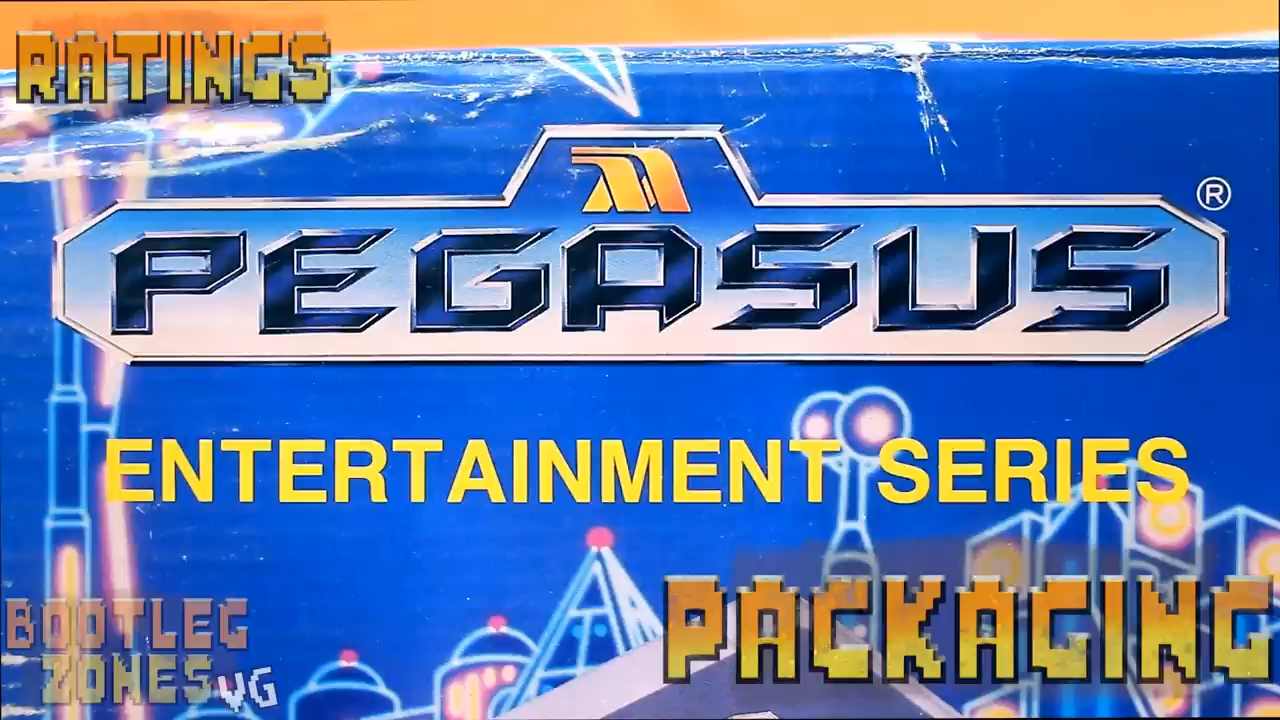 RATINGS
PEGASUS ®
ENTERTAINMENT SERIES
PACKAGING
BOOTLEG
ZONES VG